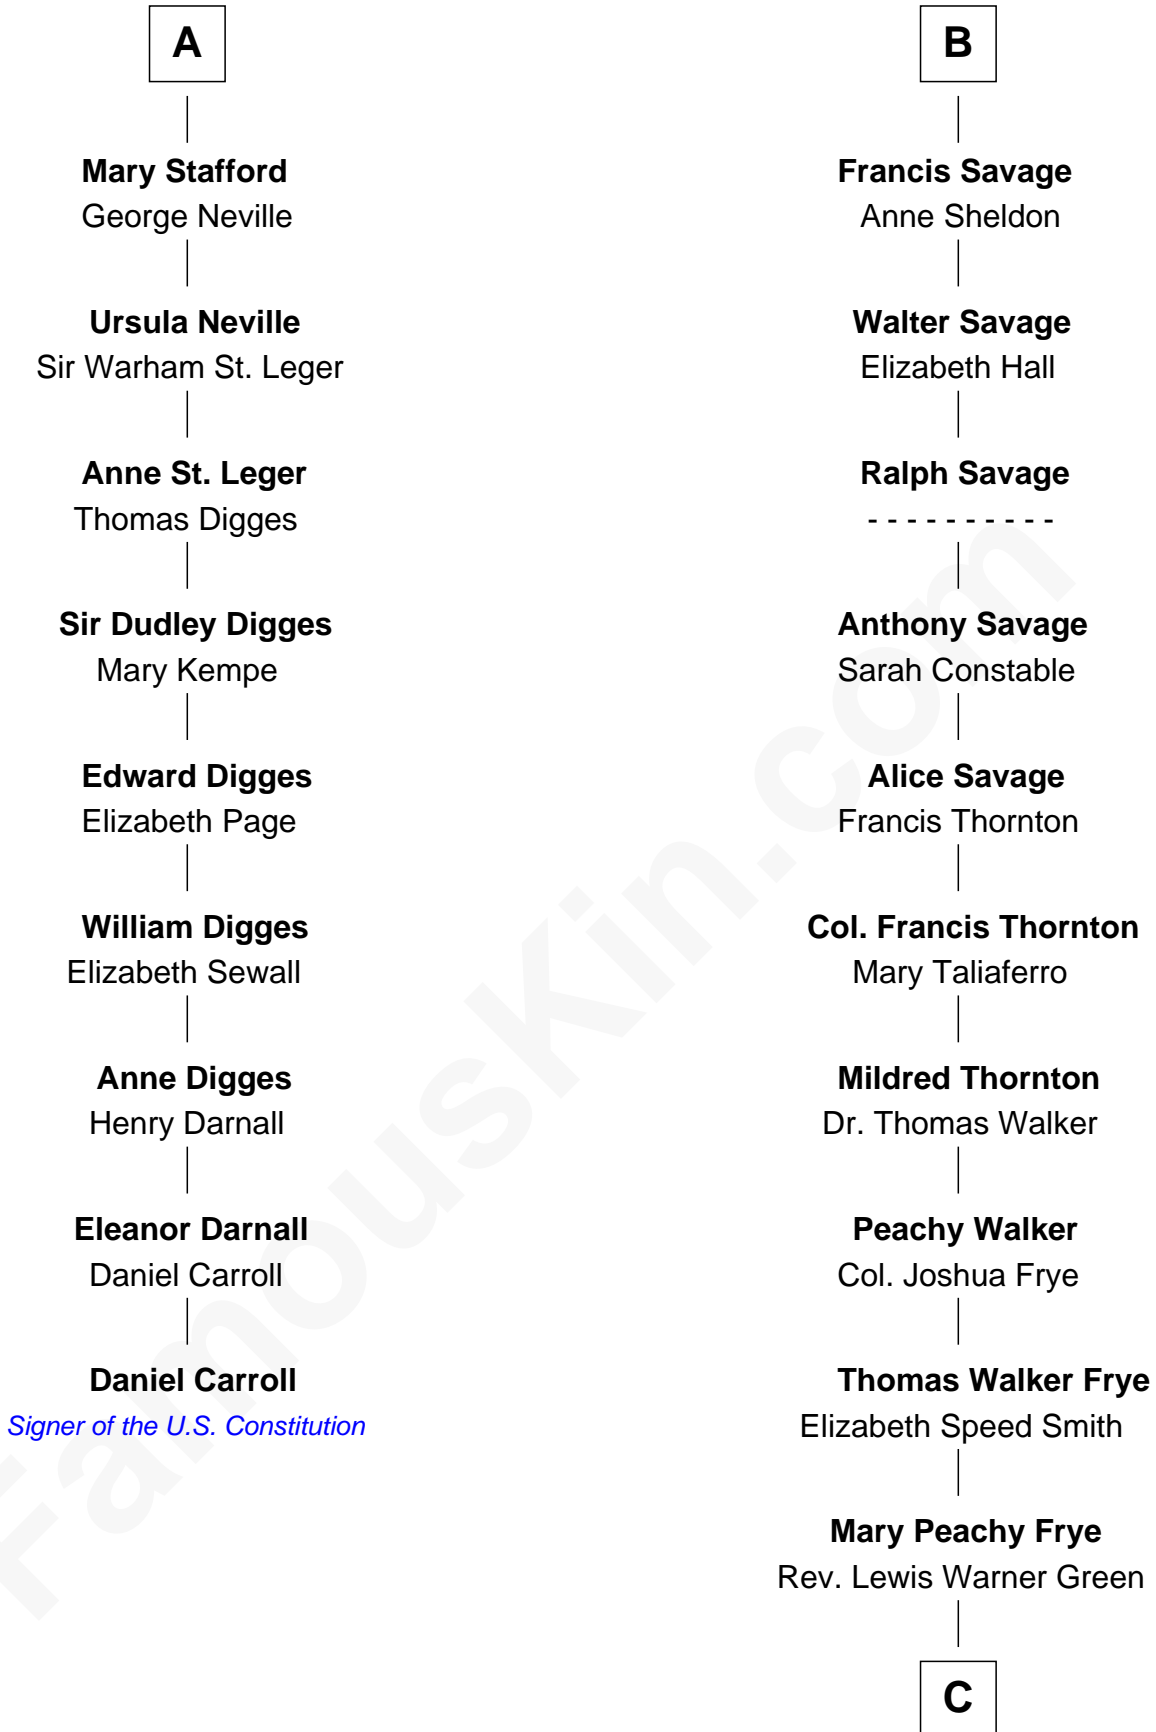 A
Mary Stafford
George Neville
Ursula Neville
Sir Warham St. Leger
Anne St. Leger
Thomas Digges
Sir Dudley Digges
Mary Kempe
Edward Digges
Elizabeth Page
William Digges
Elizabeth Sewall
Anne Digges
Henry Darnall
Eleanor Darnall
Daniel Carroll
Daniel Carroll
Signer of the U.S. Constitution
B
Francis Savage
Anne Sheldon
Walter Savage
Elizabeth Hall
Ralph Savage
- - - - - - - - - -
Anthony Savage
Sarah Constable
Alice Savage
Francis Thornton
Col. Francis Thornton
Mary Taliaferro
Mildred Thornton
Dr. Thomas Walker
Peachy Walker
Col. Joshua Frye
Thomas Walker Frye
Elizabeth Speed Smith
Mary Peachy Frye
Rev. Lewis Warner Green
C
FamousKin.com